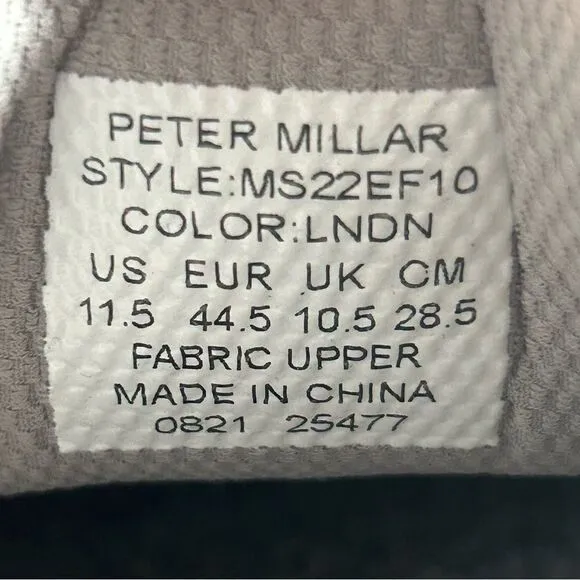 PETER MILLAR
STYLE:MS22EF10
COLOR:LNDN
US EUR UK CM
11.5 44.5 10.5 28.5
FABRIC UPPER
MADE IN CHINA
0821 25477